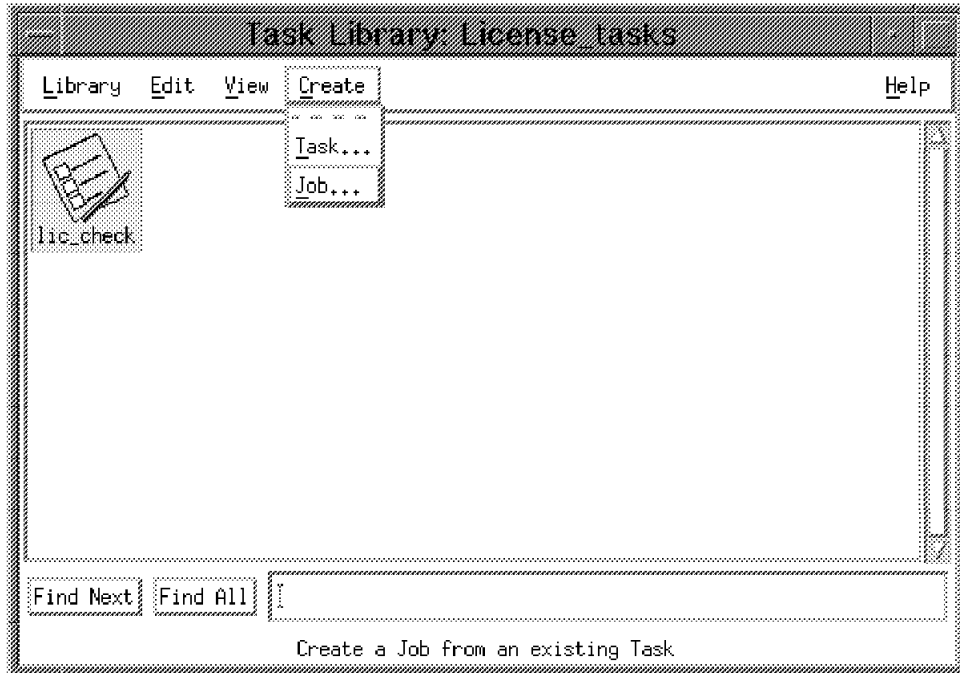 Task Library: License_tasks
Library Edit View Create Help
Task...
Job...
lic_check
Find Next Find All
Create a Job from an existing Task